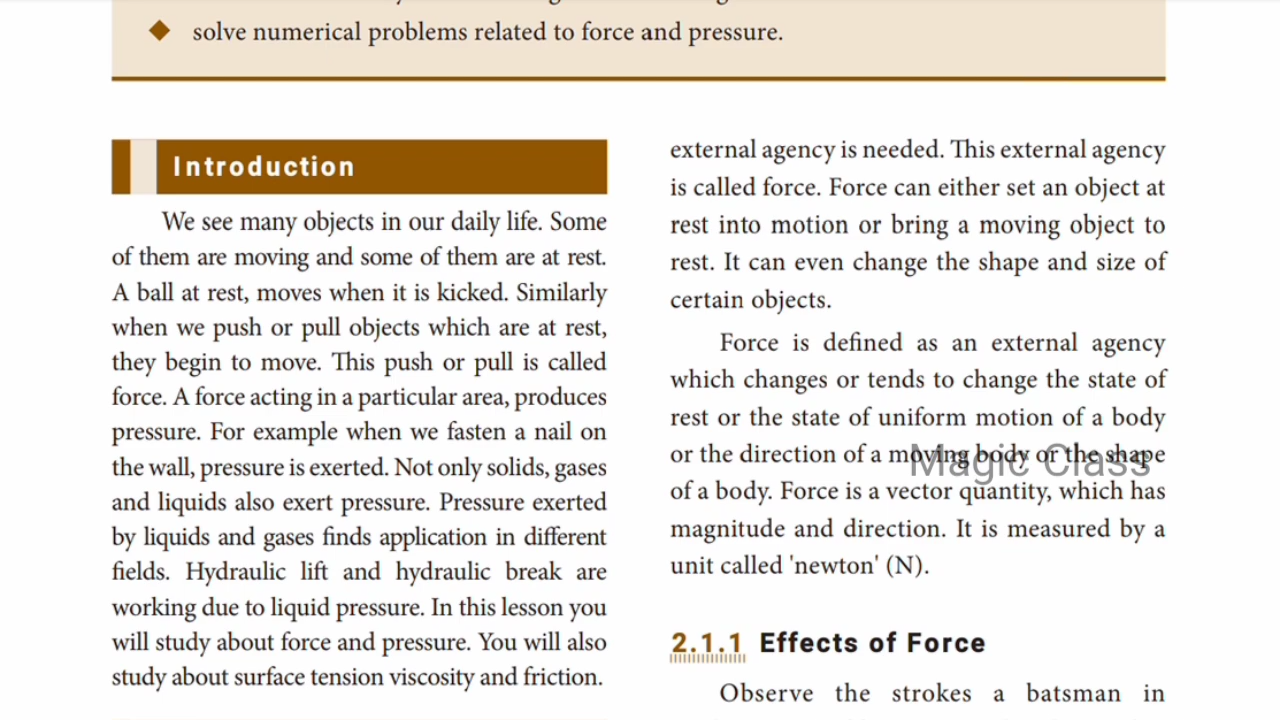 solve numerical problems related to force and pressure.
Introduction
We see many objects in our daily life. Some
of them are moving and some of them are at rest.
A ball at rest, moves when it is kicked. Similarly
when we push or pull objects which are at rest,
they begin to move. This push or pull is called
force. A force acting in a particular area, produces
pressure. For example when we fasten a nail on
the wall, pressure is exerted. Not only solids, gases
and liquids also exert pressure. Pressure exerted
by liquids and gases finds application in different
fields. Hydraulic lift and hydraulic break are
working due to liquid pressure. In this lesson you
will study about force and pressure. You will also
study about surface tension viscosity and friction.
external agency is needed. This external agency
is called force. Force can either set an object at
rest into motion or bring a moving object to
rest. It can even change the shape and size of
certain objects.
Force is defined as an external agency
which changes or tends to change the state of
rest or the state of uniform motion of a body
or the direction of a moving body or the shape
of a body. Force is a vector quantity, which has
magnitude and direction. It is measured by a
unit called 'newton' (N).
Magic Class
2.1.1 Effects of Force
Observe the strokes a batsman in